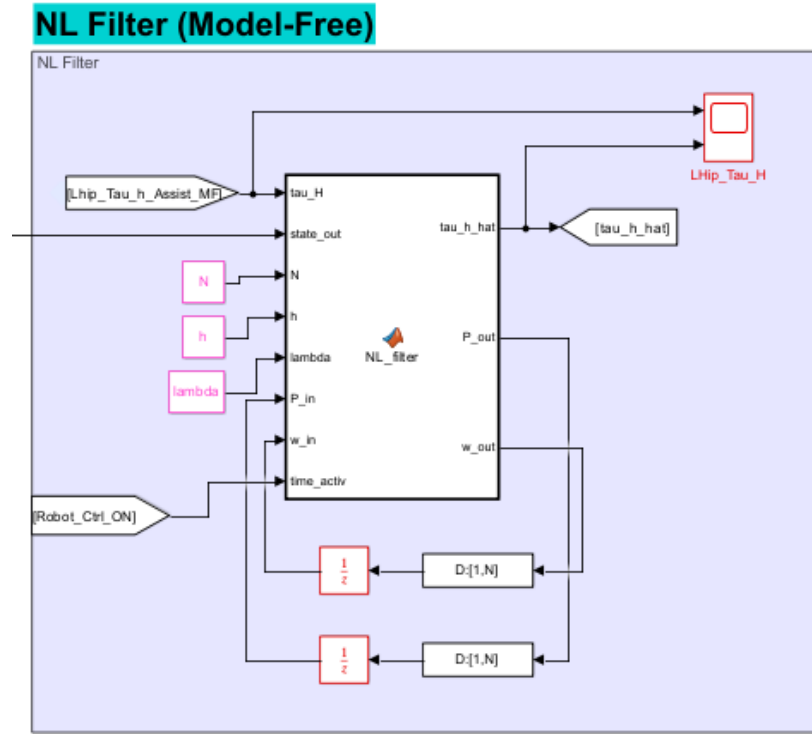 NL Filter (Model-Free)
NL Filter
[Lhip_Tau_h_Assist_MF]
LHip_Tau_H
tau_H
state_out
tau_h_hat
[tau_h_hat]
N
N
h
h
lambda
lambda
NL_filter
P_out
P_in
w_in
w_out
time_activ
[Robot_Ctrl_ON]
1
z
D:[1,N]
1
z
D:[1,N]